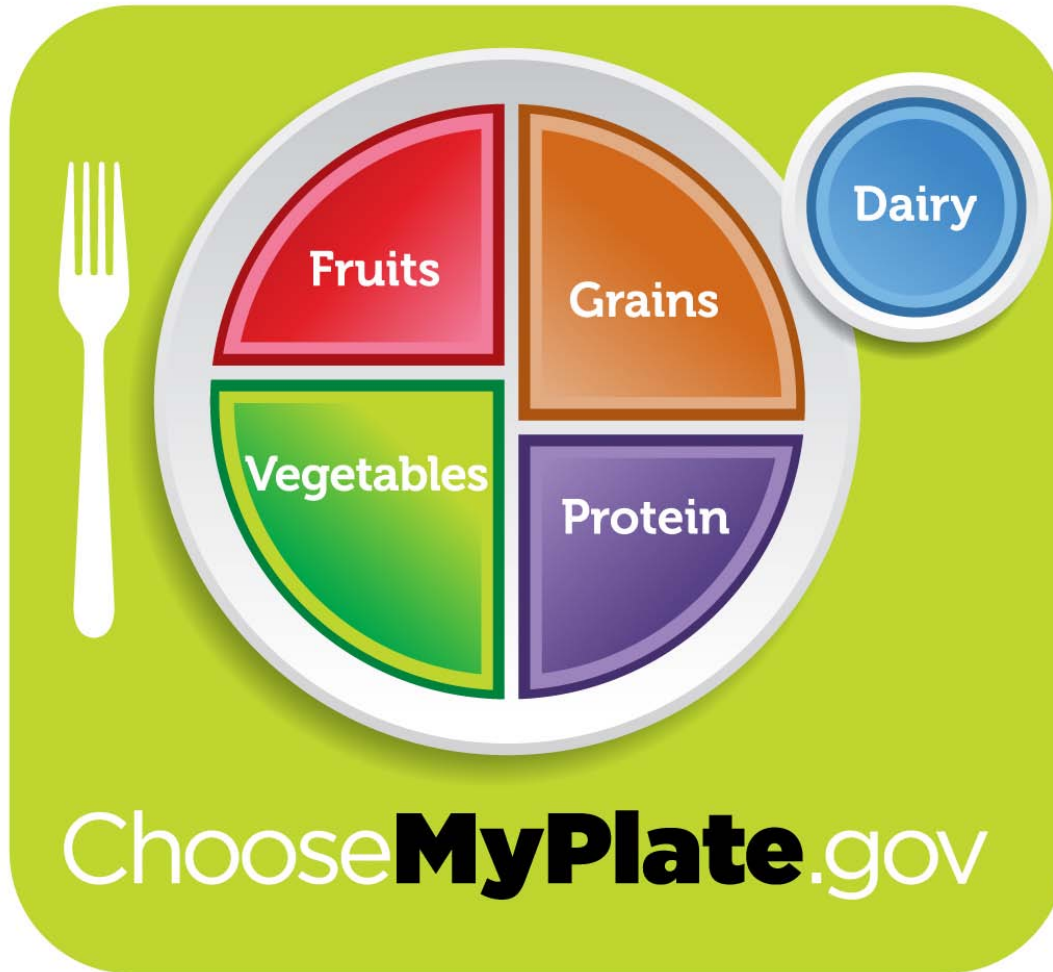 Fruits
Grains
Dairy
Vegetables
Protein
ChooseMyPlate.gov